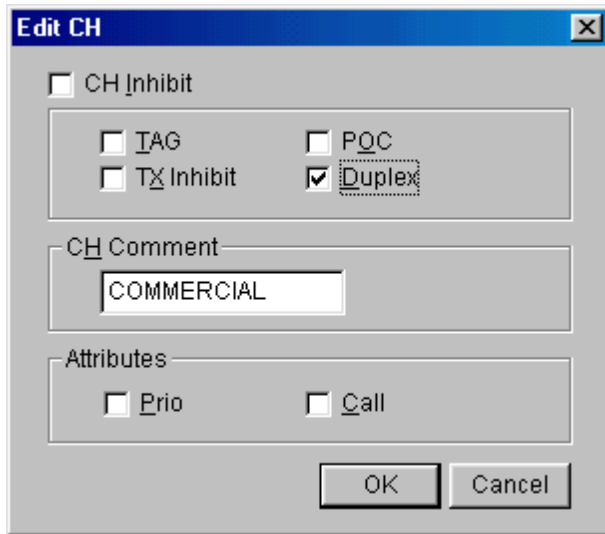 Edit CH
CH Inhibit
TAG POC
TX Inhibit Duplex
CH Comment
COMMERCIAL
Attributes
Prio Call
OK Cancel